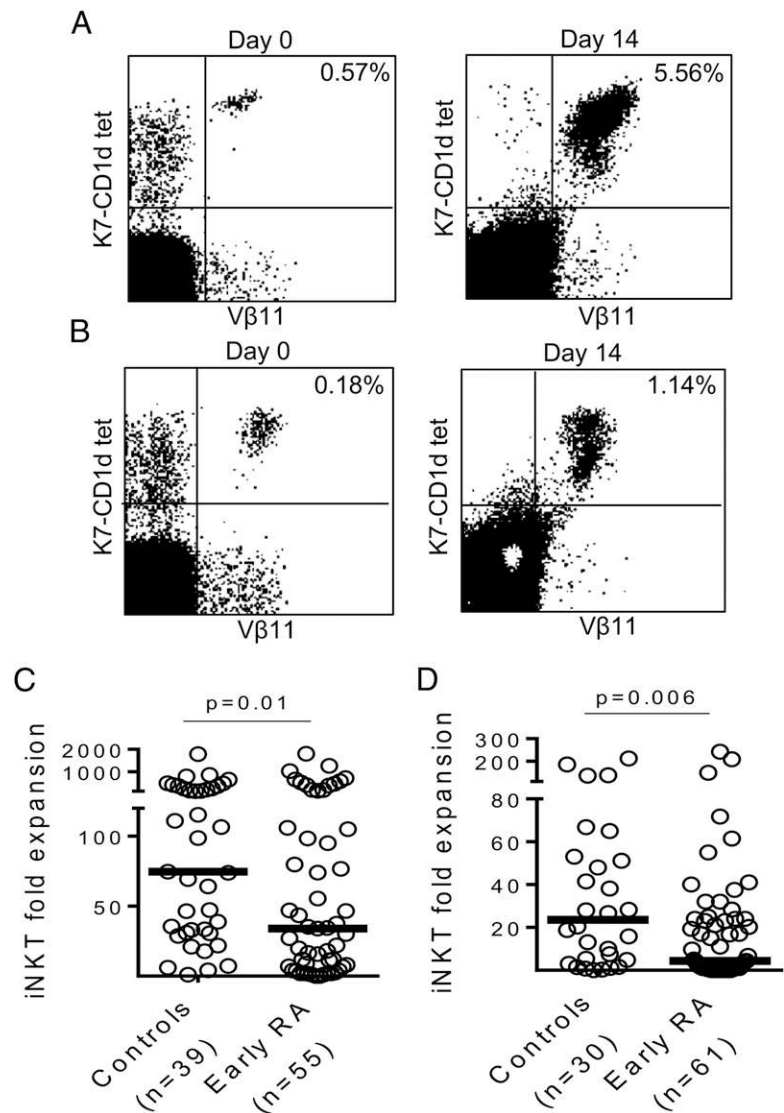 A
Day 0
Day 14
0.57%
5.56%
K7-CD1d tet
K7-CD1d tet
Vβ11
Vβ11
B
Day 0
Day 14
0.18%
1.14%
K7-CD1d tet
K7-CD1d tet
Vβ11
Vβ11
C
p=0.01
iNKT fold expansion
2000
1000
100
50
Controls
(n=39)
Early RA
(n=55)
D
p=0.006
iNKT fold expansion
300
200
80
60
40
20
Controls
(n=30)
Early RA
(n=61)